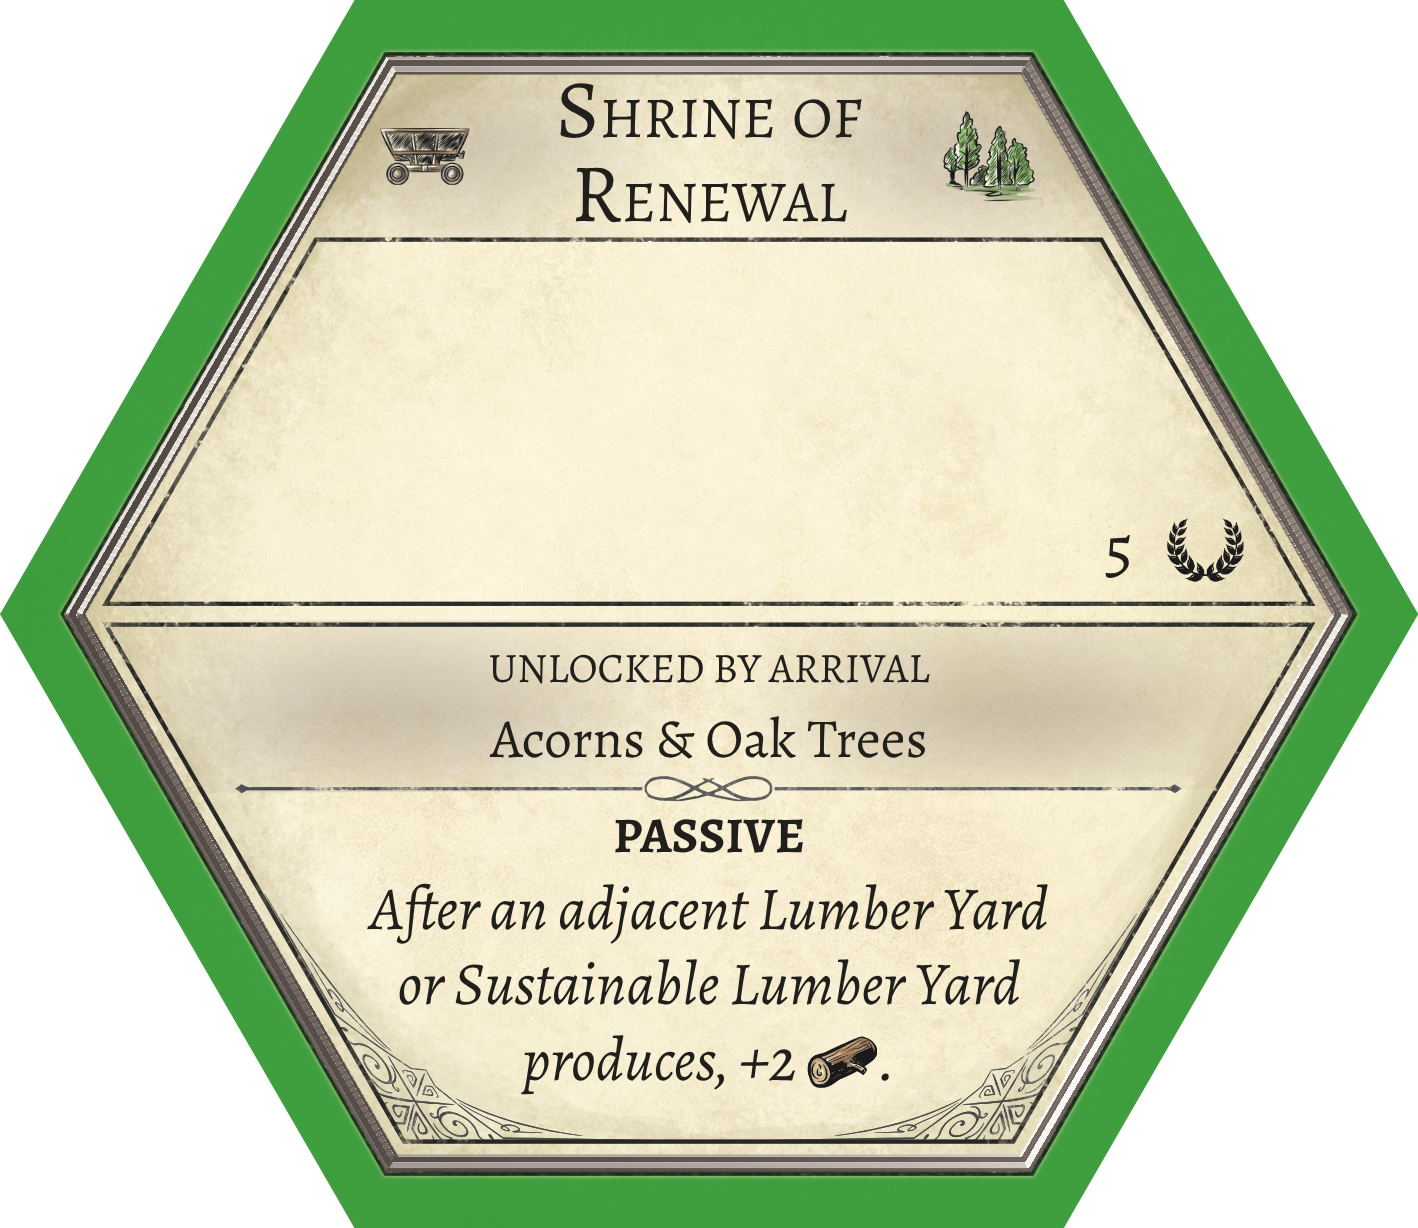 Shrine of
Renewal
5
UNLOCKED BY ARRIVAL
Acorns & Oak Trees
PASSIVE
After an adjacent Lumber Yard
or Sustainable Lumber Yard
produces, +2 .